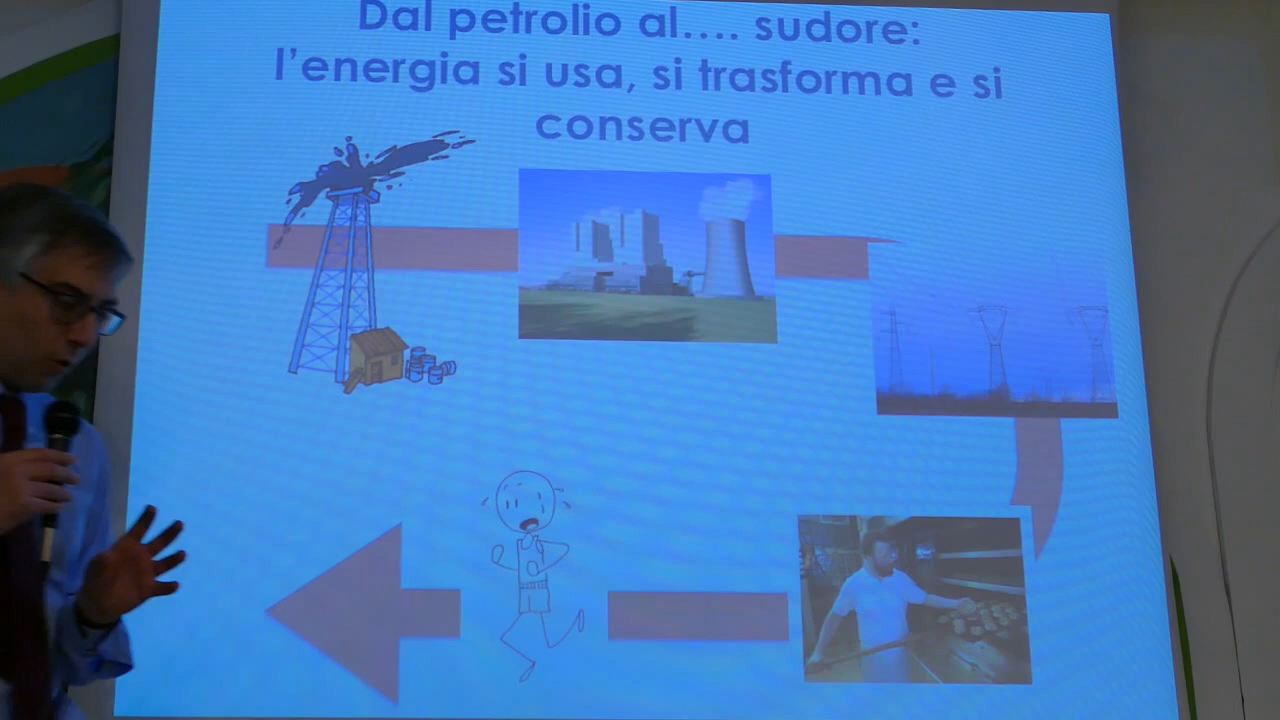 Dal petrolio al.... sudore:
l'energia si usa, si trasforma e si
conserva